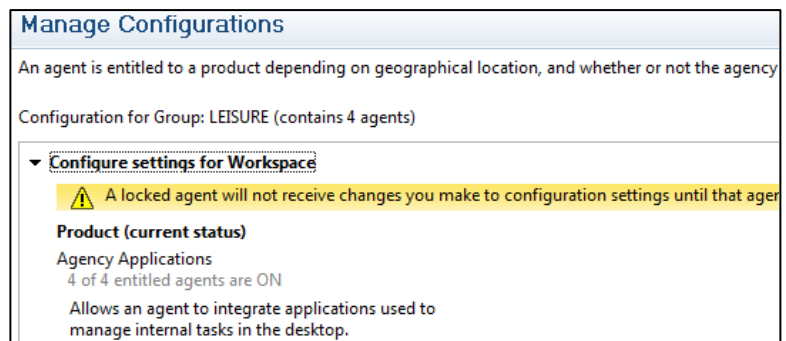 Manage Configurations
An agent is entitled to a product depending on geographical location, and whether or not the agency
Configuration for Group: LEISURE (contains 4 agents)
Configure settings for Workspace
A locked agent will not receive changes you make to configuration settings until that agen
Product (current status)
Agency Applications
4 of 4 entitled agents are ON
Allows an agent to integrate applications used to
manage internal tasks in the desktop.